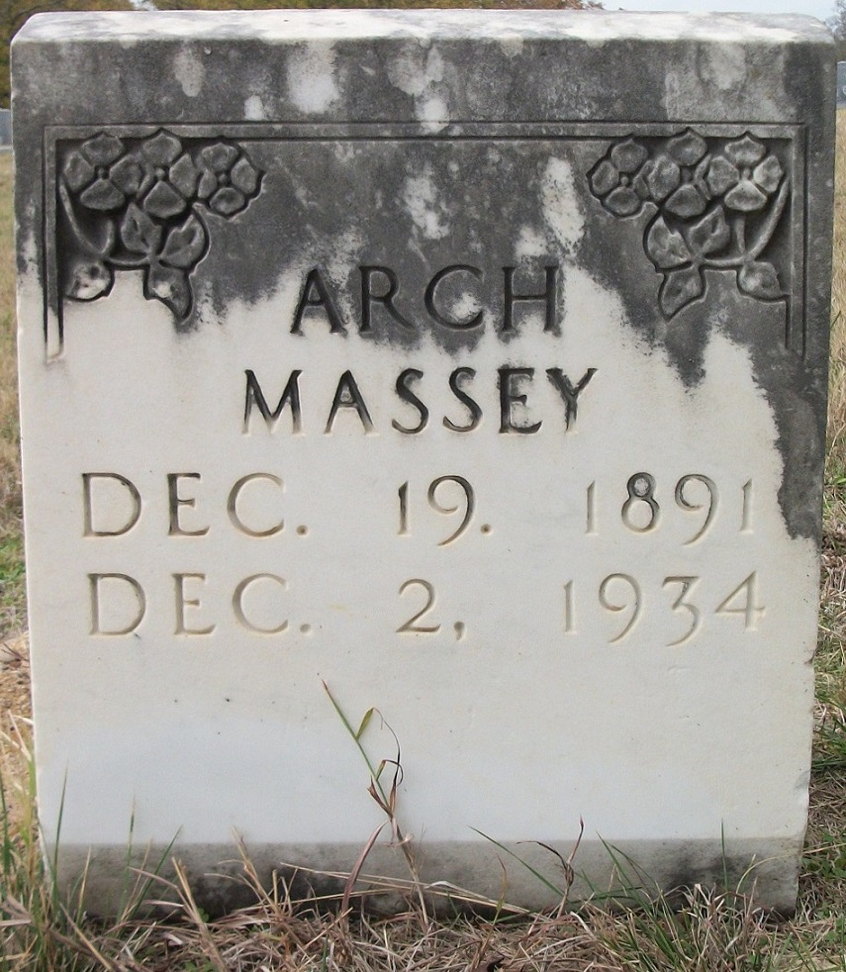 ARCH
MASSEY
DEC. 19. 1891
DEC. 2, 1934